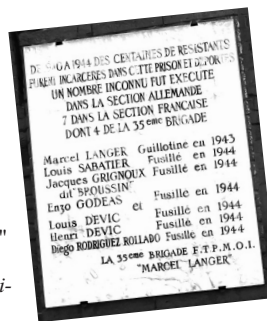 1944 DES CENTAINES DE RESISTANTS
FURENT INCARCERES DANS CETTE PRISON ET DEPORTES
UN NOMBRE INCONNU FUT EXECUTE
DANS LA SECTION ALLEMANDE
7 DANS LA SECTION FRANCAISE
DONT 4 DE LA 35eme BRIGADE
Marcel LANGER Guillotine en 1943
Louis SABATIER Fusillé en 1944
Jacques GRIGNOUX Fusillé en 1944
dit "BROUSSIN"
Enzo GODEAS Fusille en 1944
et
Louis DEVIC Fusillé en 1944
Henri DEVIC Fusillé en 1944
Diego RODRIGUEZ ROLLADO Fusille en 1944
LA 35eme BRIGADE F.T.P.M.O.I.
"MARCEL LANGER"
"
i-